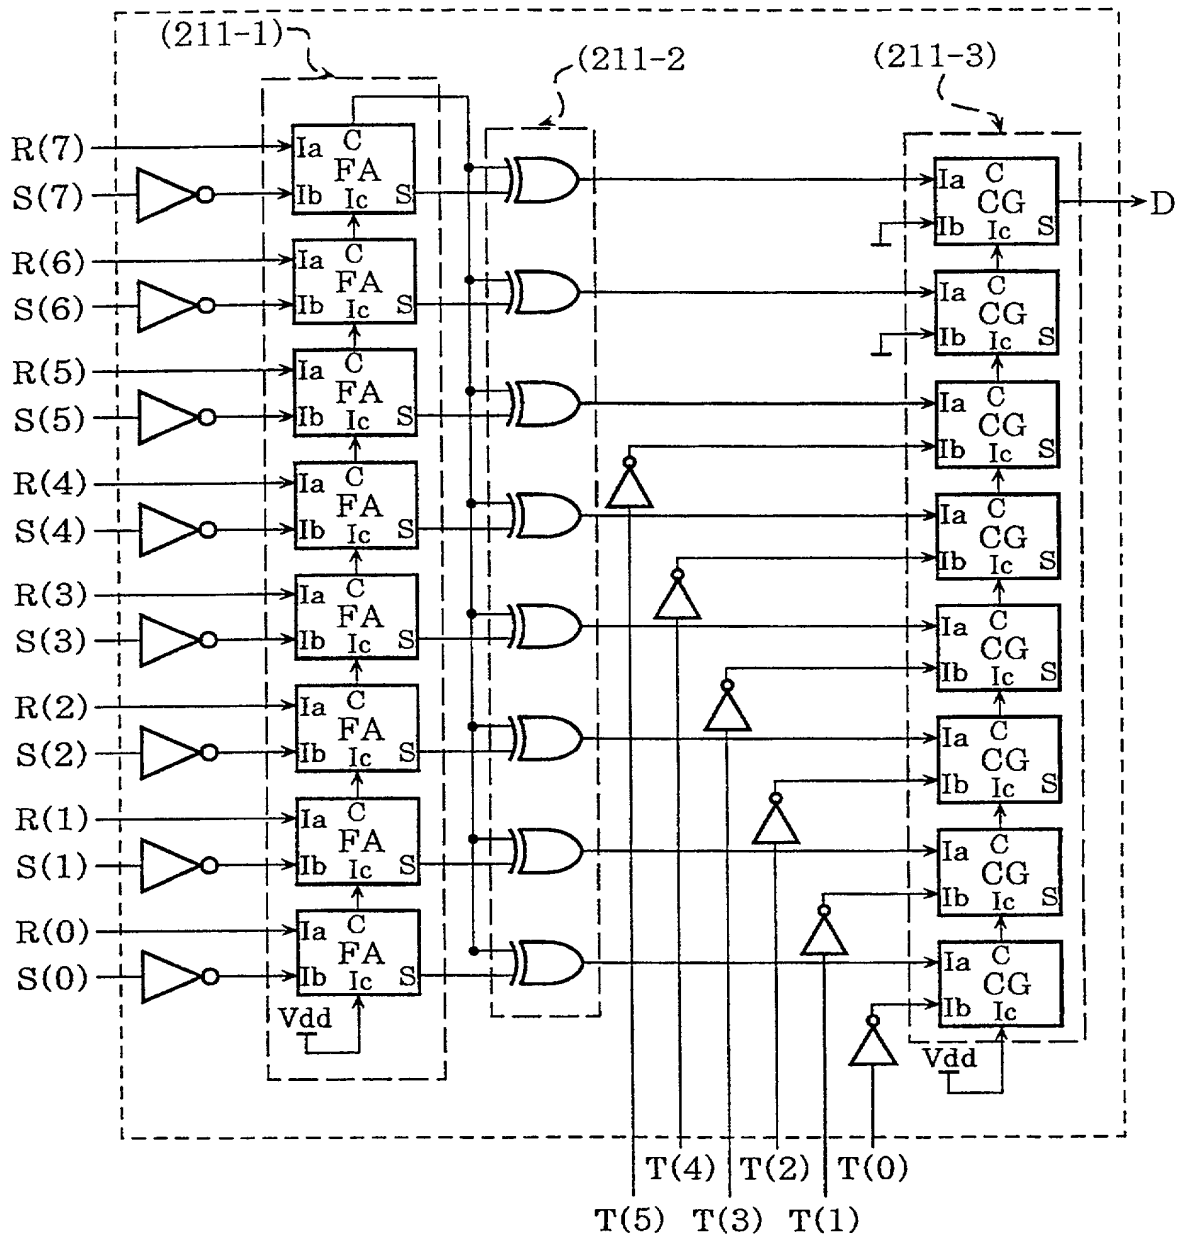 (211-1)
(211-2
(211-3)
R(7)
Ia C
FA
S(7)
Ib Ic S
Ia C
CG
Ib Ic S
D
R(6)
Ia C
FA
S(6)
Ib Ic S
Ia C
CG
Ib Ic S
R(5)
Ia C
FA
S(5)
Ib Ic S
Ia C
CG
Ib Ic S
R(4)
Ia C
FA
S(4)
Ib Ic S
Ia C
CG
Ib Ic S
R(3)
Ia C
FA
S(3)
Ib Ic S
Ia C
CG
Ib Ic S
R(2)
Ia C
FA
S(2)
Ib Ic S
Ia C
CG
Ib Ic S
R(1)
Ia C
FA
S(1)
Ib Ic S
Ia C
CG
Ib Ic S
R(0)
Ia C
FA
S(0)
Ib Ic S
Ia C
CG
Ib Ic
Vdd
Vdd
T(4) T(2) T(0)
T(5) T(3) T(1)